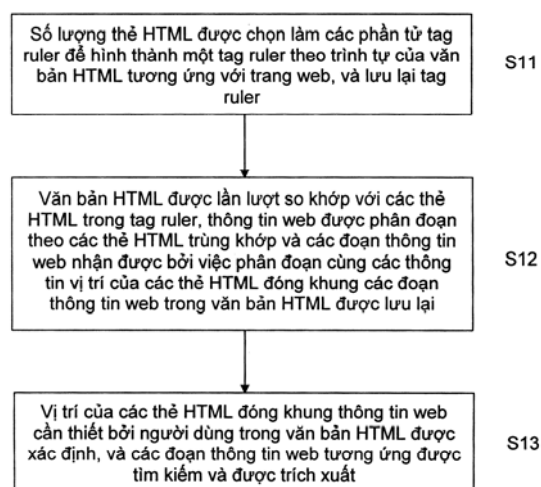 Số lượng thẻ HTML được chọn làm các phần tử tag
ruler để hình thành một tag ruler theo trình tự của văn
bản HTML tương ứng với trang web, và lưu lại tag
ruler
S11
Văn bản HTML được lần lượt so khớp với các thẻ
HTML trong tag ruler, thông tin web được phân đoạn
theo các thẻ HTML trùng khớp và các đoạn thông tin
web nhận được bởi việc phân đoạn cùng các thông
tin vị trí của các thẻ HTML đóng khung các đoạn
thông tin web trong văn bản HTML được lưu lại
S12
Vị trí của các thẻ HTML đóng khung thông tin web
cần thiết bởi người dùng trong văn bản HTML được
xác định, và các đoạn thông tin web tương ứng được
tìm kiếm và được trích xuất
S13